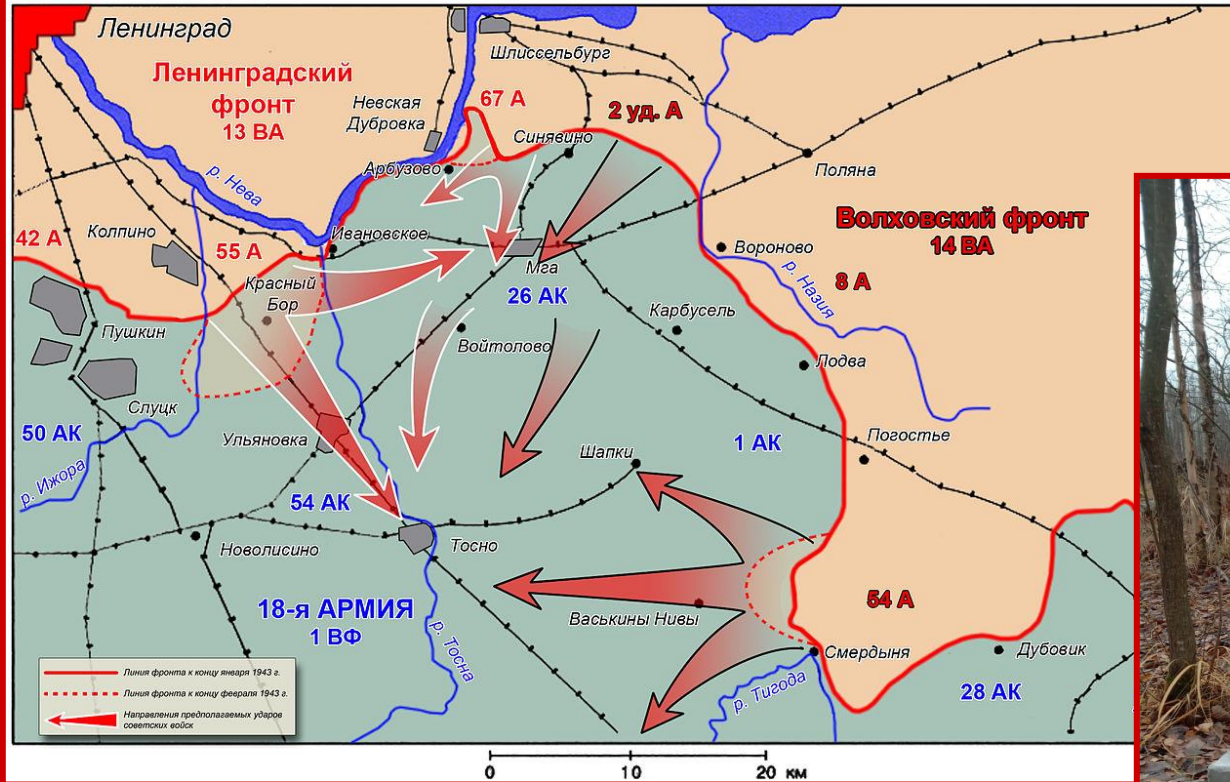 Ленинград
Ленинградский
фронт
13 ВА
Шлиссельбург
67 А
Невская
Дубровка
2 уд. А
Синявино
Арбузово
Поляна
р. Нева
42 А
Колпино
55 А
Ивановское
Волховский фронт
14 ВА
Вороново
Мга
Красный
Бор
26 АК
8 А
р. Назия
Карбусель
Пушкин
Войтолово
Лодва
Слуцк
50 АК
Ульяновка
1 АК
Погостье
Шапки
р. Ижора
54 АК
Новолисино
Тосно
18-я АРМИЯ
1 ВФ
54 А
Васькины Нивы
р. Тосна
Смердыня
Дубовик
р. Тигода
28 АК
Линия фронта к концу января 1943 г.
Линия фронта к концу февраля 1943 г.
Направления предполагаемых ударов
советских войск
0 10 20 км